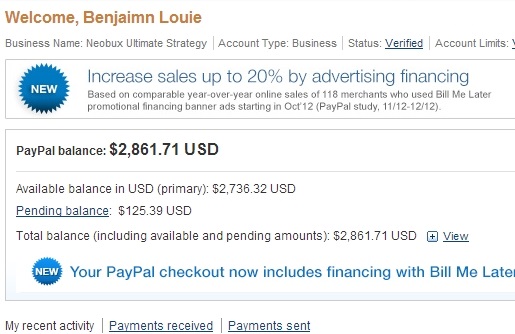 Welcome, Benjaimn Louie
Business Name: Neobux Ultimate Strategy | Account Type: Business | Status: Verified | Account Limits:
NEW
Increase sales up to 20% by advertising financing
Based on comparable year-over-year online sales of 118 merchants who used Bill Me Later
promotional financing banner ads starting in Oct'12 (PayPal study, 11/12-12/12).
PayPal balance: $2,861.71 USD
Available balance in USD (primary): $2,736.32 USD
Pending balance: $125.39 USD
Total balance (including available and pending amounts): $2,861.71 USD + View
NEW Your PayPal checkout now includes financing with Bill Me Later
My recent activity | Payments received | Payments sent